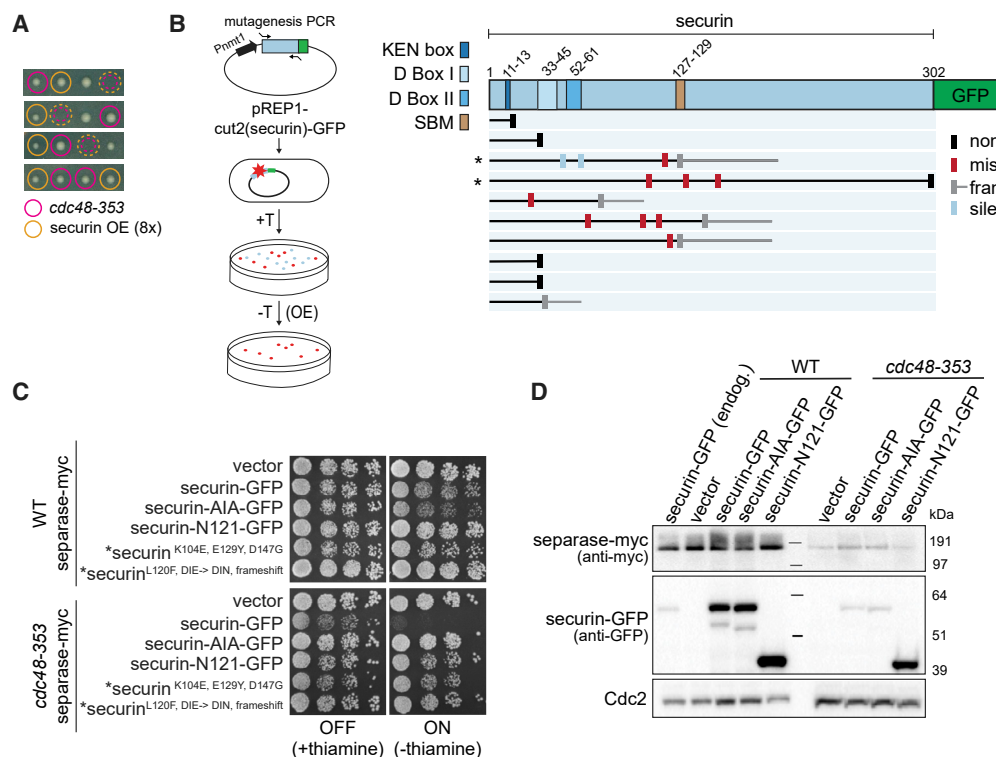 A
cdc48-353
securin OE (8x)
B
mutagenesis PCR
Pnmt1
pREP1-
cut2(securin)-GFP
+T
-T (OE)
securin
KEN box
D Box I
D Box II
SBM
1
11-13
33-45
52-61
127-129
302
GFP
*
*
non
mis
fran
sile
C
WT
separase-myc
vector
securin-GFP
securin-AIA-GFP
securin-N121-GFP
*securin K104E, E129Y, D147G
*securin L120F, DIE-> DIN, frameshift
cdc48-353
separase-myc
vector
securin-GFP
securin-AIA-GFP
securin-N121-GFP
*securin K104E, E129Y, D147G
*securin L120F, DIE-> DIN, frameshift
OFF
(+thiamine)
ON
(-thiamine)
D
WT
cdc48-353
securin-GFP (endog.)
vector
securin-GFP
securin-AIA-GFP
securin-N121-GFP
vector
securin-GFP
securin-AIA-GFP
securin-N121-GFP
kDa
separase-myc
(anti-myc)
191
97
securin-GFP
(anti-GFP)
64
51
39
Cdc2